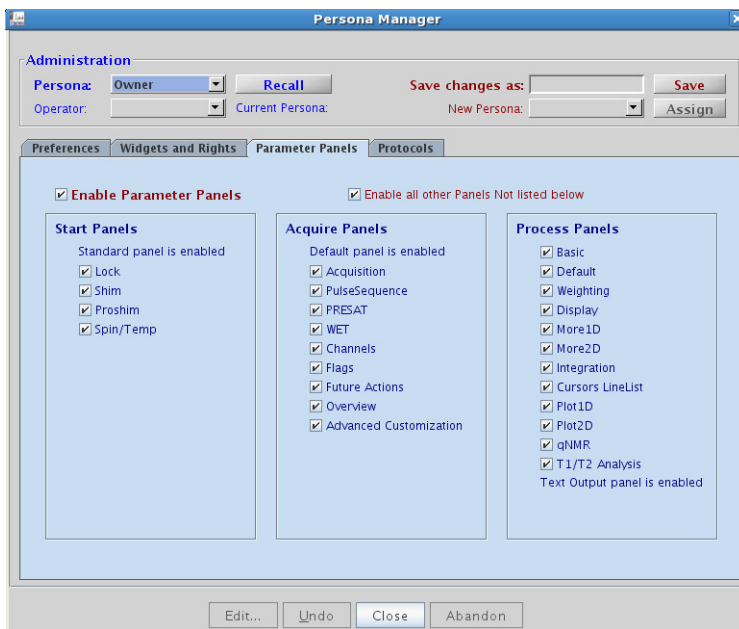 Persona Manager
Administration
Persona: Owner Recall Save changes as: Save
Operator: Current Persona: New Persona: Assign
Preferences Widgets and Rights Parameter Panels Protocols
Enable Parameter Panels Enable all other Panels Not listed below
Start Panels
Standard panel is enabled
Lock
Shim
Proshim
Spin/Temp
Acquire Panels
Default panel is enabled
Acquisition
PulseSequence
PRESAT
WET
Channels
Flags
Future Actions
Overview
Advanced Customization
Process Panels
Basic
Default
Weighting
Display
More1D
More2D
Integration
Cursors LineList
Plot1D
Plot2D
qNMR
T1/T2 Analysis
Text Output panel is enabled
Edit... Undo Close Abandon